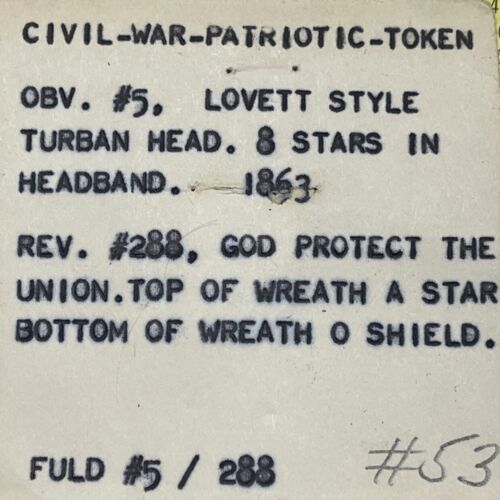 CIVIL-WAR-PATRIOTIC-TOKEN
OBV. #5, LOVETT STYLE
TURBAN HEAD. 8 STARS IN
HEADBAND. 1863
REV. #288, GOD PROTECT THE
UNION.TOP OF WREATH A STAR
BOTTOM OF WREATH O SHIELD.
FULD #5 / 288
#53